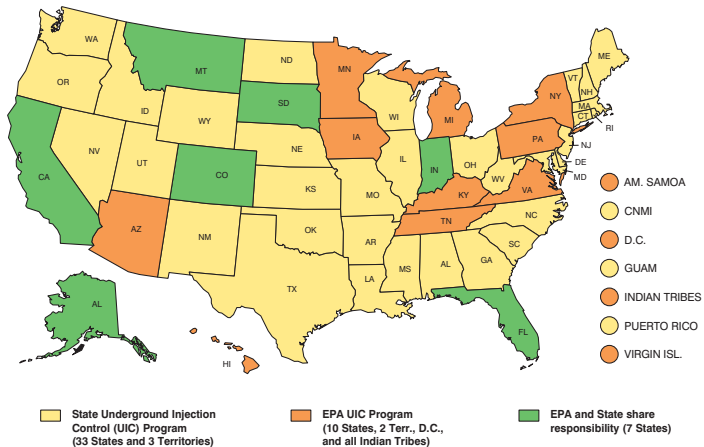 WA
OR
CA
NV
ID
MT
WY
UT
AZ
CO
NM
ND
SD
NE
KS
OK
TX
MN
IA
MO
AR
LA
WI
IL
MI
IN
OH
KY
TN
MS
AL
GA
FL
SC
NC
VA
WV
PA
NY
VT
NH
ME
MA
CT
RI
NJ
DE
MD
AL
HI
AM. SAMOA
CNMI
D.C.
GUAM
INDIAN TRIBES
PUERTO RICO
VIRGIN ISL.
State Underground Injection
Control (UIC) Program
(33 States and 3 Territories)
EPA UIC Program
(10 States, 2 Terr., D.C.,
and all Indian Tribes)
EPA and State share
responsibility (7 States)